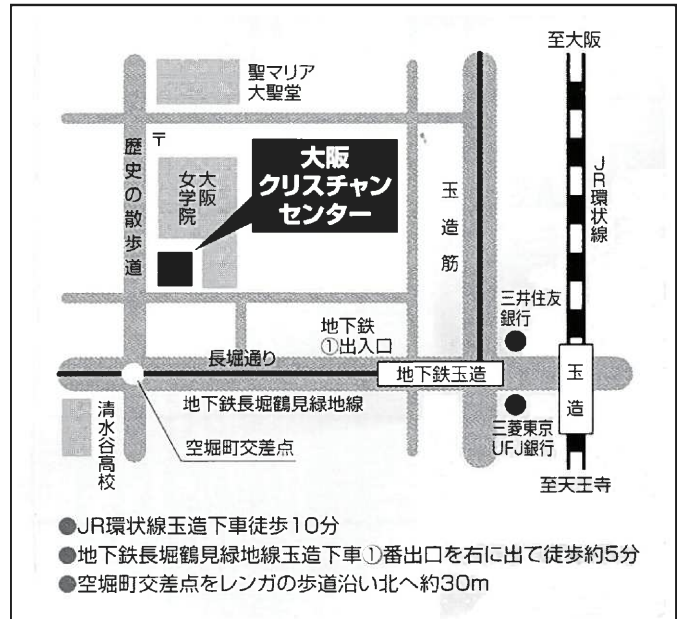 至大阪
聖マリア
大聖堂
〒
大阪
クリスチャン
センター
大阪
女学院
歴史の散歩道
玉造筋
JR環状線
三井住友
銀行
地下鉄
①出入口
長堀通り
地下鉄玉造
玉造
地下鉄長堀鶴見緑地線
清水谷高校
空堀町交差点
三菱東京
UFJ銀行
至天王寺
●JR環状線玉造下車徒歩10分
●地下鉄長堀鶴見緑地線玉造下車①番出口を右に出て徒歩約5分
●空堀町交差点をレンガの歩道沿い北へ約30m